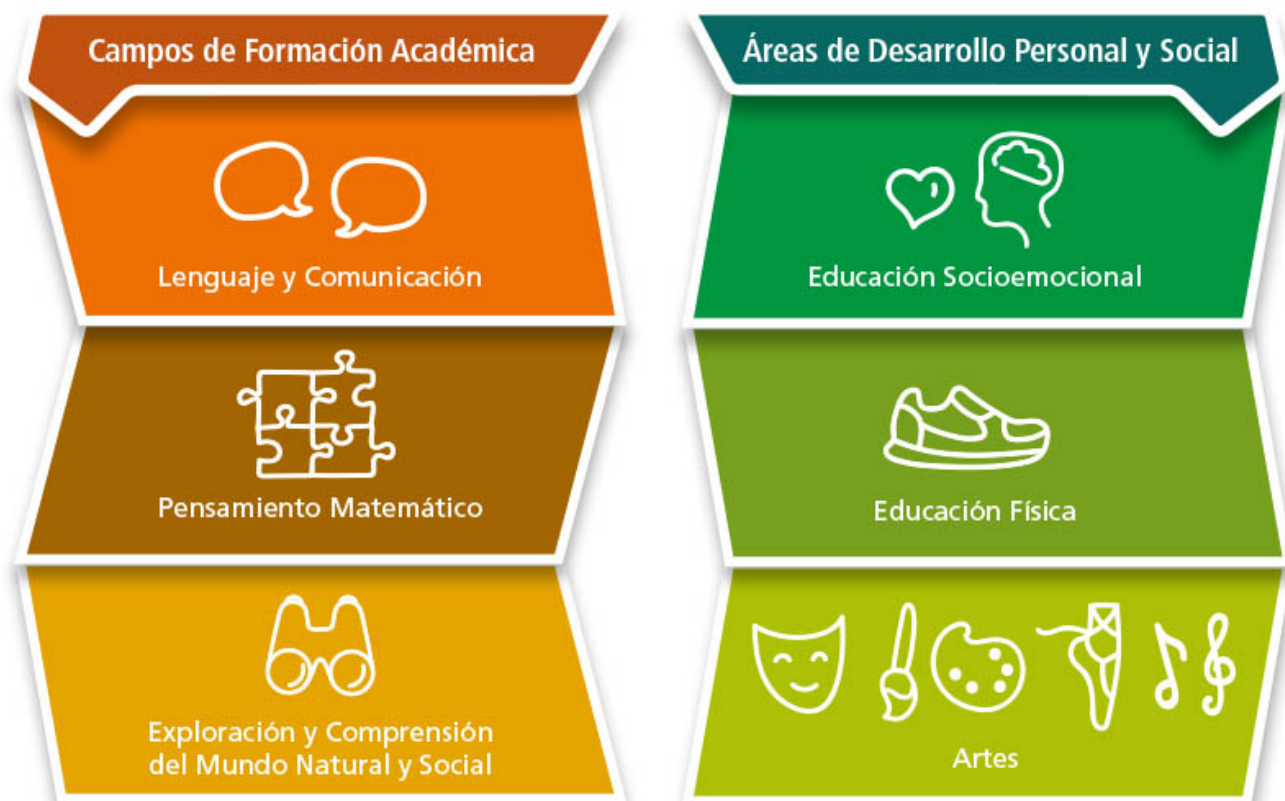 Campos de Formación Académica
Lenguaje y Comunicación
Pensamiento Matemático
Exploración y Comprensión
del Mundo Natural y Social
Áreas de Desarrollo Personal y Social
Educación Socioemocional
Educación Física
Artes